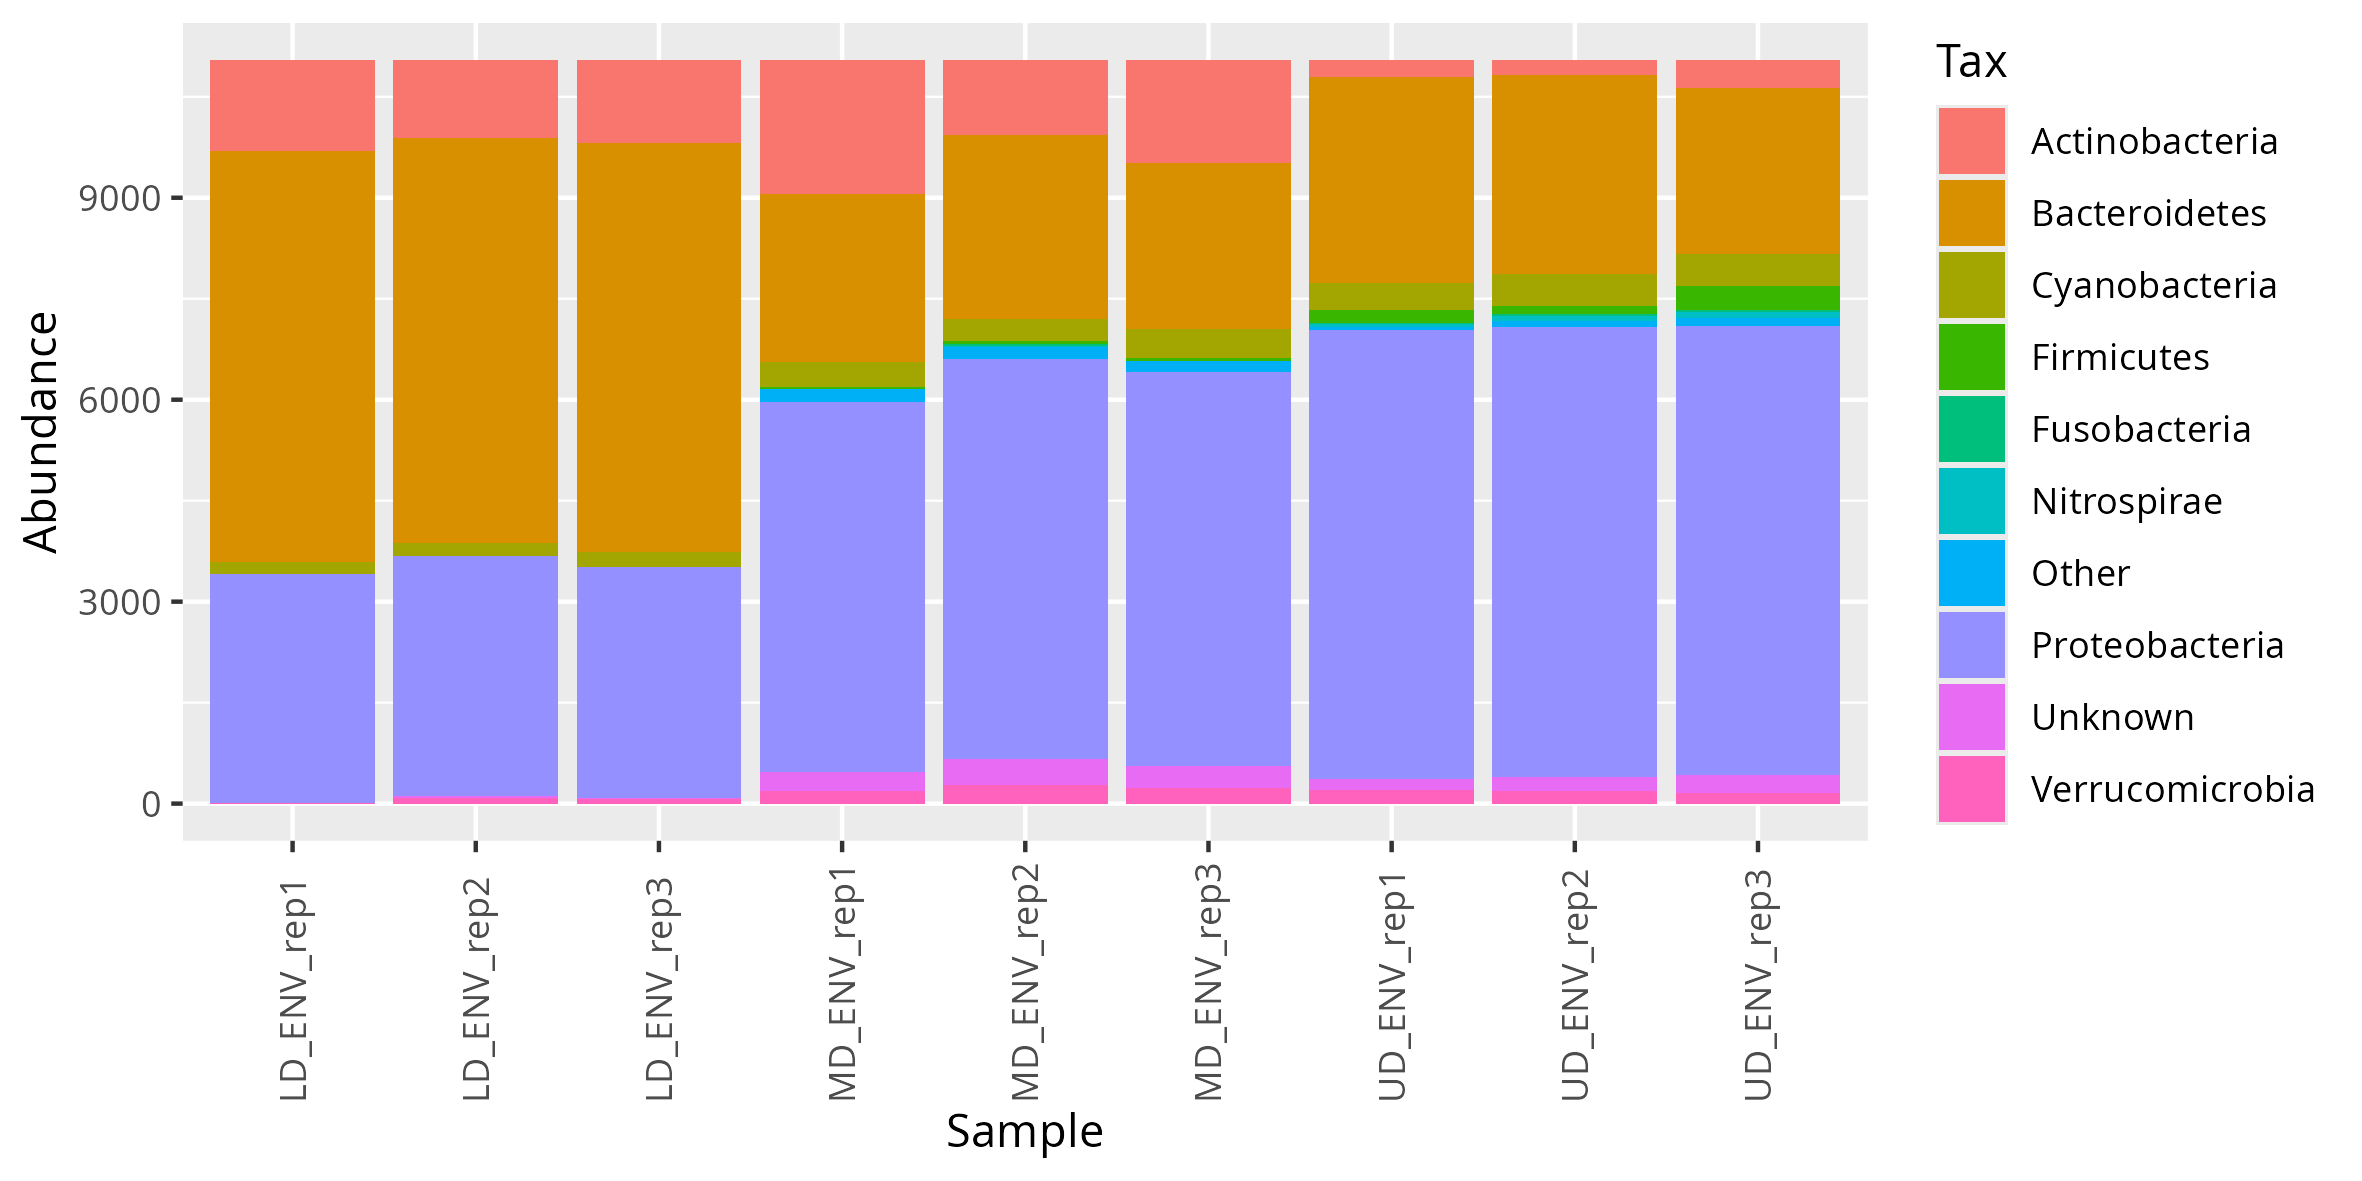 Abundance
9000
6000
3000
0
LD_ENV_rep1
LD_ENV_rep2
LD_ENV_rep3
MD_ENV_rep1
MD_ENV_rep2
MD_ENV_rep3
UD_ENV_rep1
UD_ENV_rep2
UD_ENV_rep3
Sample
Tax
Actinobacteria
Bacteroidetes
Cyanobacteria
Firmicutes
Fusobacteria
Nitrospirae
Other
Proteobacteria
Unknown
Verrucomicrobia